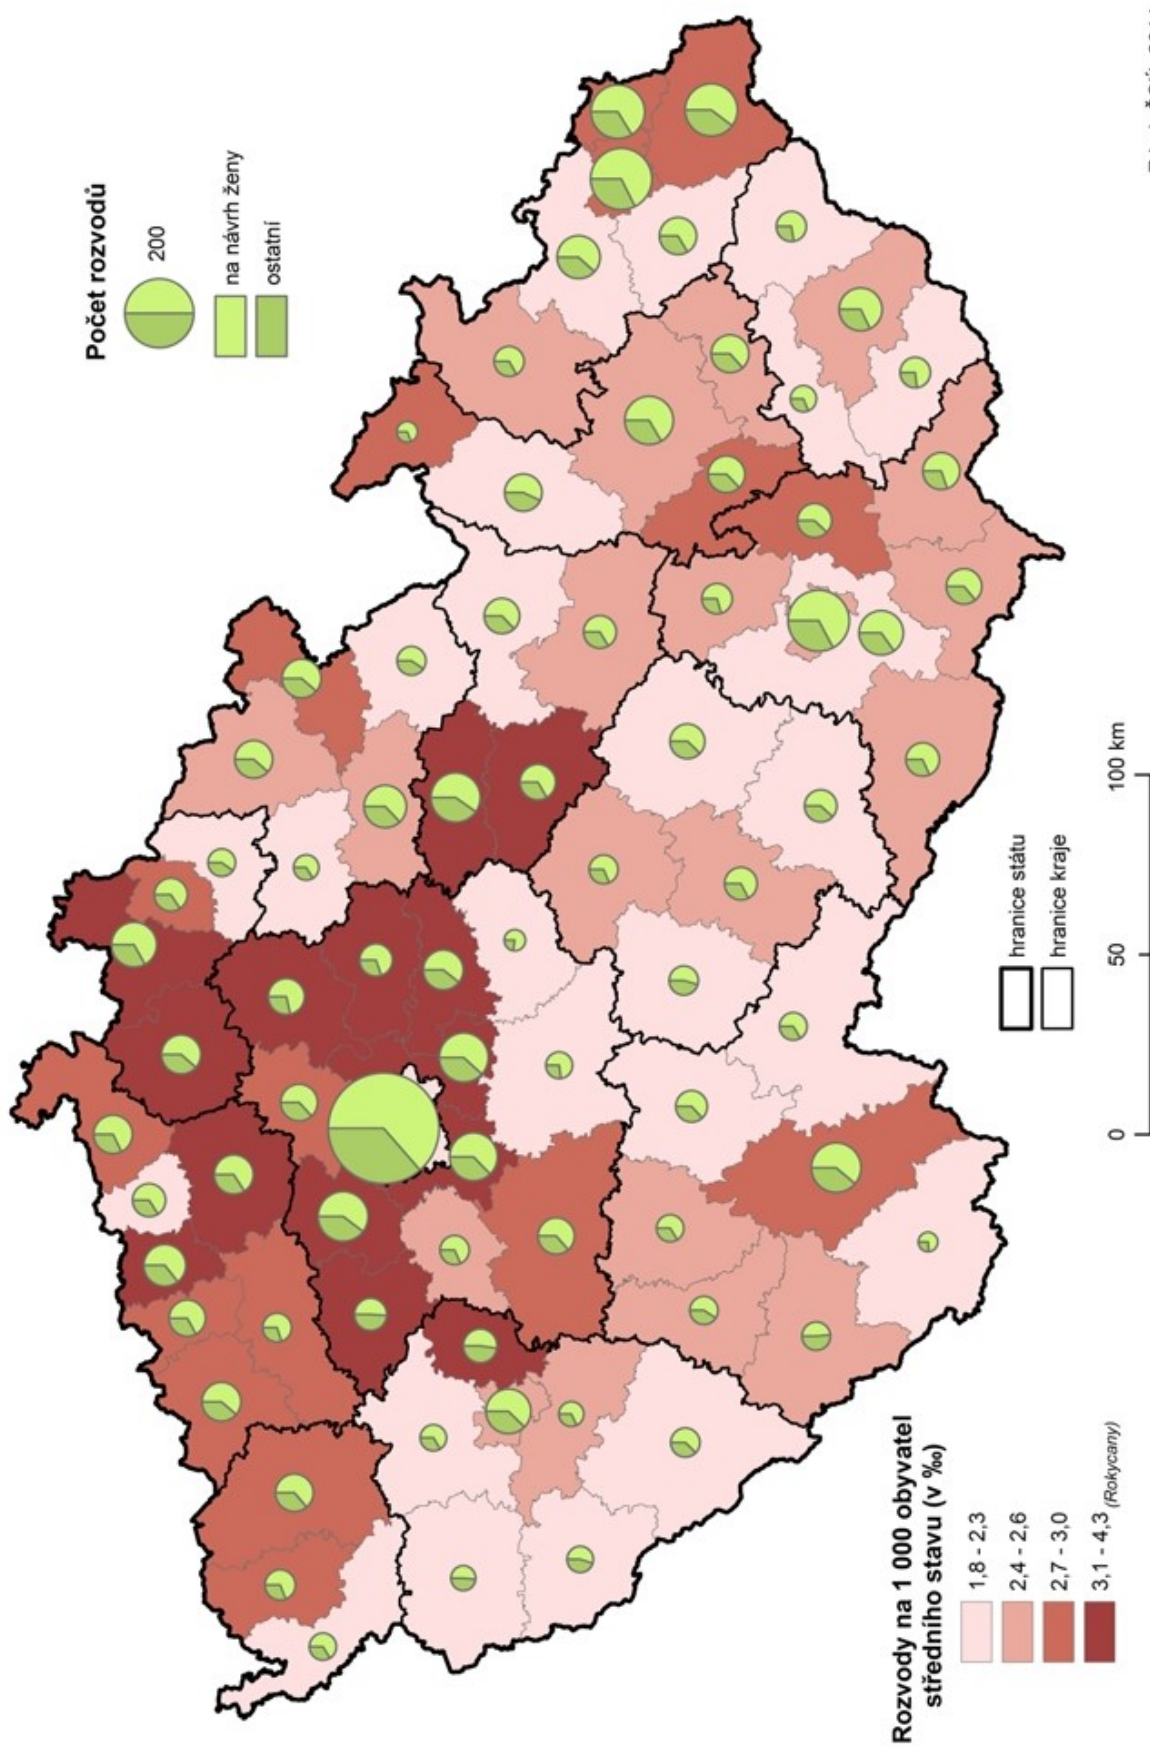 Počet rozvodů
200
na návrh ženy
ostatní
Rozvody na 1 000 obyvatel
středního stavu (v ‰)
1,8 - 2,3
2,4 - 2,6
2,7 - 3,0
3,1 - 4,3 (Rokycany)
hranice státu
hranice kraje
0 50 100 km